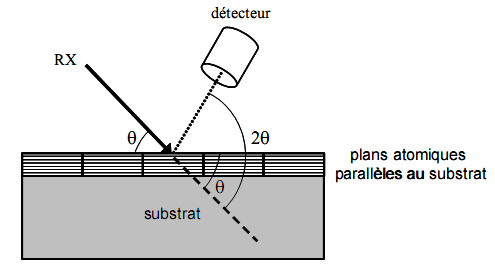 détecteur
RX
θ
2θ
plans atomiques
parallèles au substrat
θ
substrat